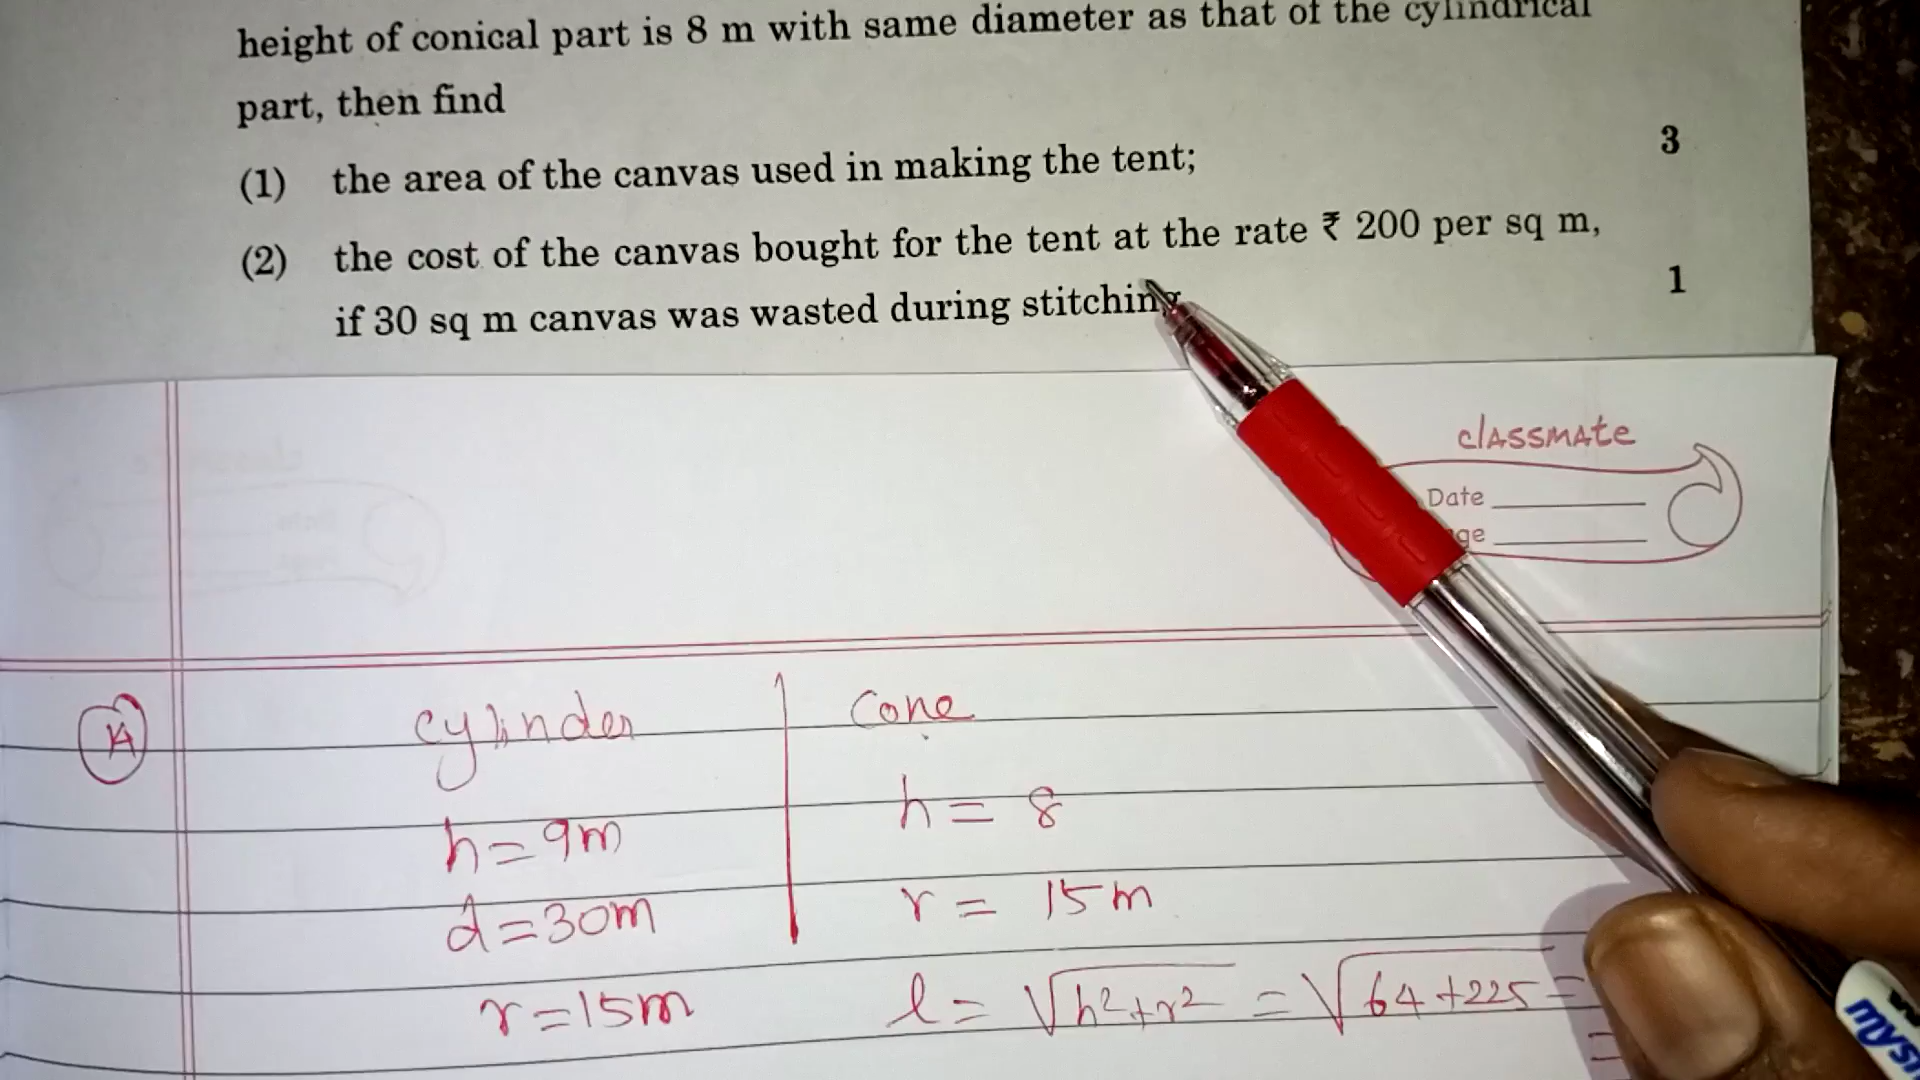 height of conical part is 8 m with same diameter as that of the cylindrical
part, then find
(1) the area of the canvas used in making the tent; 3
(2) the cost of the canvas bought for the tent at the rate ₹ 200 per sq m,
if 30 sq m canvas was wasted during stitching 1
classmate
Date
ge
cylinder Cone
h=9m h = 8
d=30m r = 15m
r=15m l = √h²+r² = √64+225 =
=